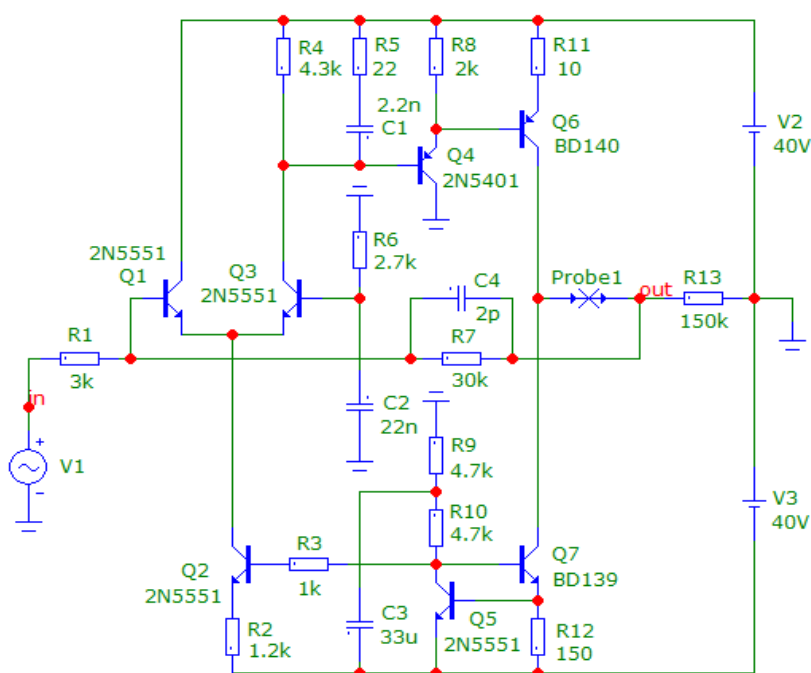 R4
4.3k
R5
22
R8
2k
R11
10
2.2n
C1
Q4
2N5401
Q6
BD140
V2
40V
2N5551
Q1
Q3
2N5551
R6
2.7k
C4
2p
Probe1
out
R13
150k
R1
3k
R7
30k
in
V1
C2
22n
R9
4.7k
R10
4.7k
V3
40V
Q2
2N5551
R3
1k
Q7
BD139
R2
1.2k
C3
33u
Q5
2N5551
R12
150